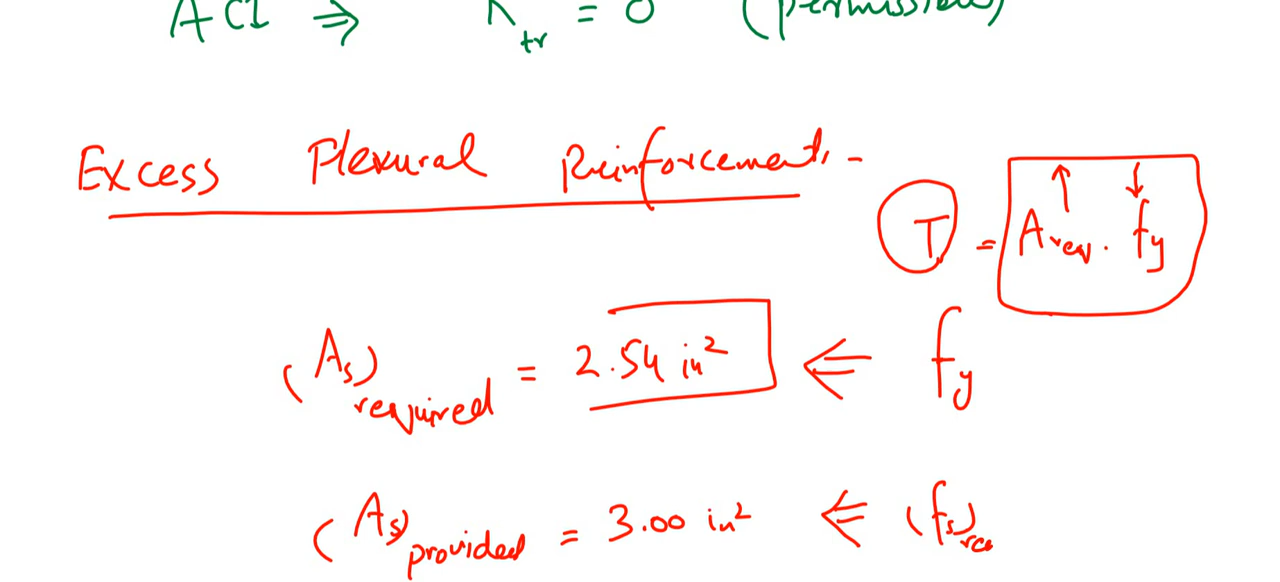 ACI ⇒ K_tr = 0 (permission)
Excess Flexural Reinforcement. -
T = A_req. f_y
(A_s)_required = 2.54 in² ⇐ f_y
(A_s)_provided = 3.00 in² ⇐ (f_s)